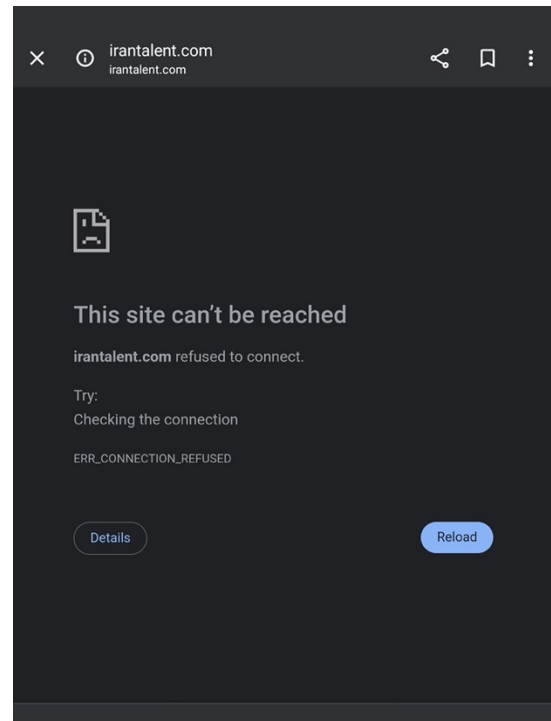 irantalent.com
irantalent.com
This site can't be reached
irantalent.com refused to connect.
Try:
Checking the connection
ERR_CONNECTION_REFUSED
Details
Reload